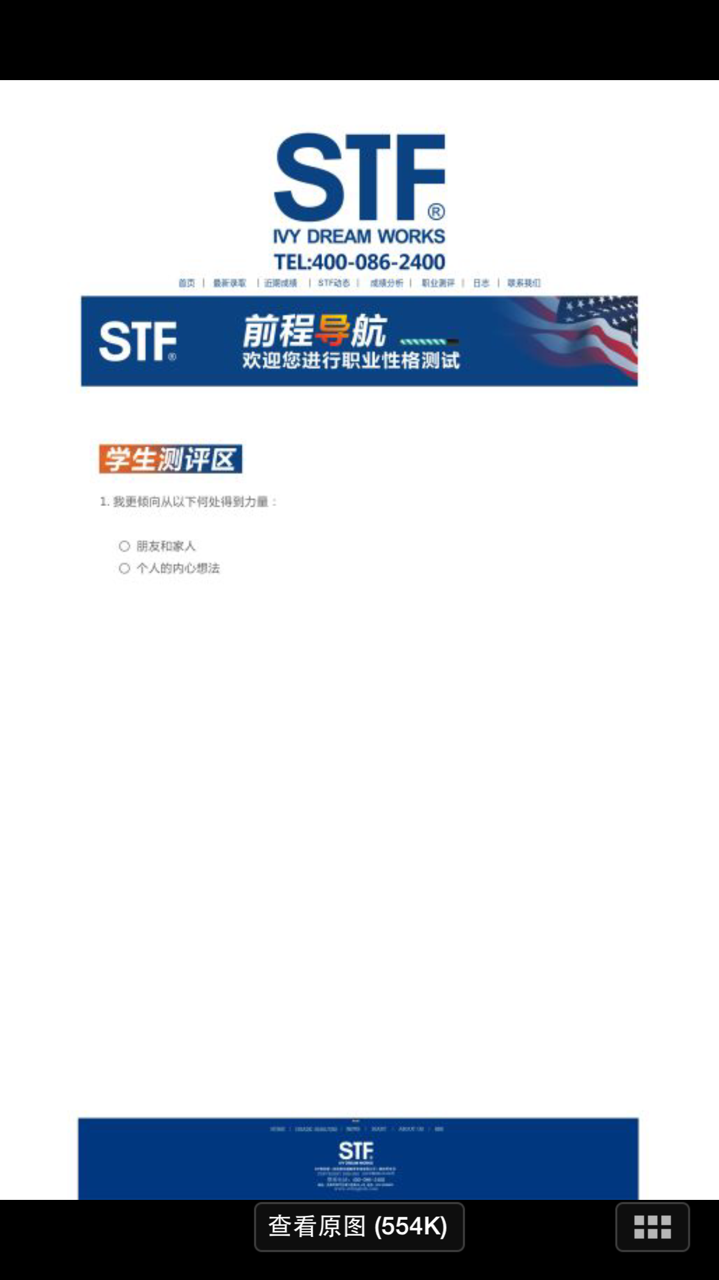 STF®
IVY DREAM WORKS
TEL:400-086-2400
首页 | 最新录取 | 近期成绩 | STF动态 | 成绩分析 | 职业测评 | 日志 | 联系我们
STF®
前程导航
欢迎您进行职业性格测试
学生测评区
1. 我更倾向从以下何处得到力量：
朋友和家人
个人的内心想法
STF
IVY DREAM WORKS
查看原图 (554K)